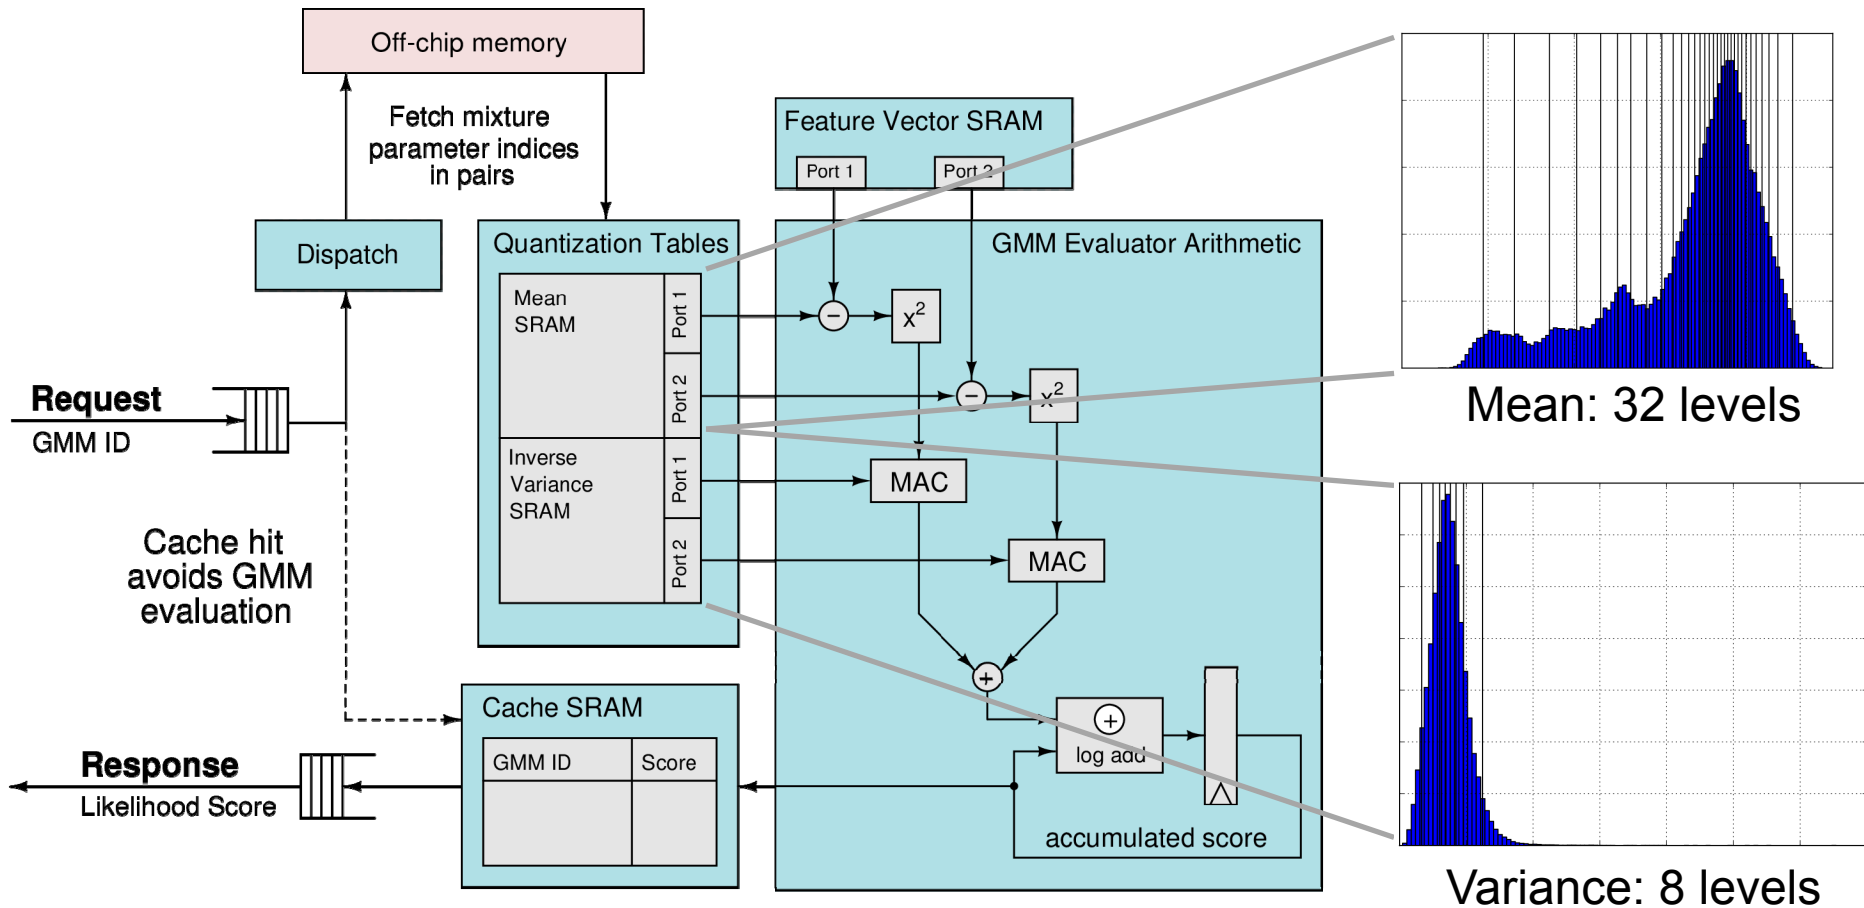 Off-chip memory
Fetch mixture
parameter indices
in pairs
Feature Vector SRAM
Port 1
Port 2
Dispatch
Quantization Tables
GMM Evaluator Arithmetic
Mean
SRAM
Port 1
Port 2
−
x²
−
x²
Request
GMM ID
Inverse
Variance
SRAM
Port 1
Port 2
MAC
MAC
Cache hit
avoids GMM
evaluation
+
Cache SRAM
GMM ID
Score
+
log add
Response
Likelihood Score
accumulated score
Mean: 32 levels
Variance: 8 levels